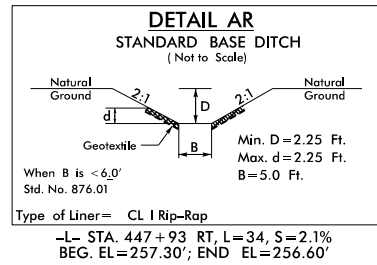 DETAIL AR
STANDARD BASE DITCH
( Not to Scale)
Natural
Ground
2:1
D
2:1
Natural
Ground
d
Geotextile
B
Min. D=2.25 Ft.
Max. d=2.25 Ft.
B=5.0 Ft.
When B is <6.0'
Std. No. 876.01
Type of Liner= CL I Rip-Rap
-L- STA. 447+93 RT, L=34, S=2.1%
BEG. EL=257.30'; END EL=256.60'